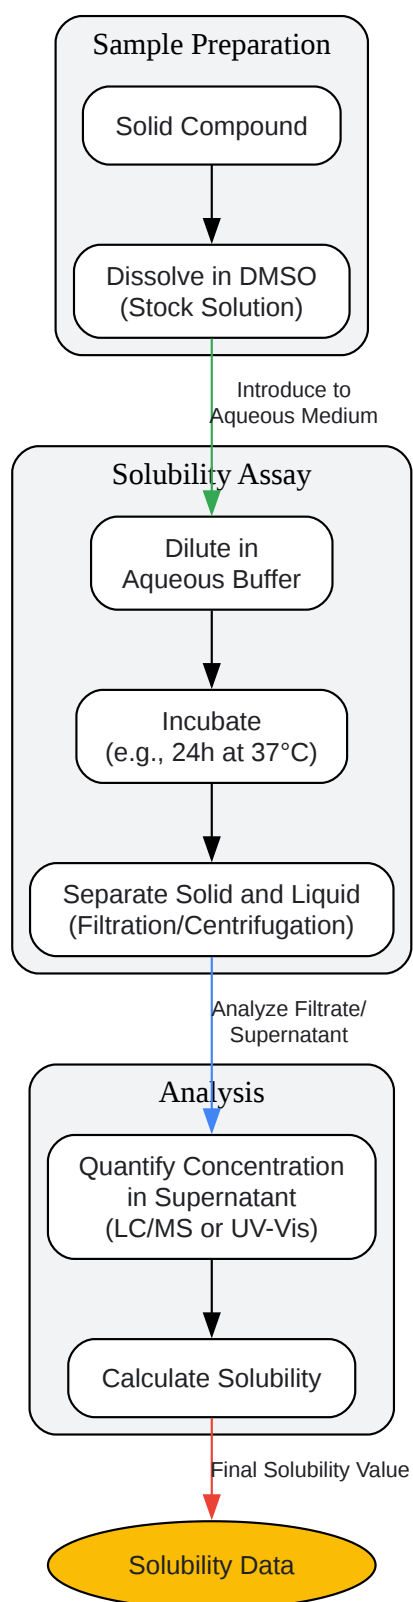 Sample Preparation
Solid Compound
Dissolve in DMSO
(Stock Solution)
Introduce to
Aqueous Medium
Solubility Assay
Dilute in
Aqueous Buffer
Incubate
(e.g., 24h at 37°C)
Separate Solid and Liquid
(Filtration/Centrifugation)
Analyze Filtrate/
Supernatant
Analysis
Quantify Concentration
in Supernatant
(LC/MS or UV-Vis)
Calculate Solubility
Final Solubility Value
Solubility Data